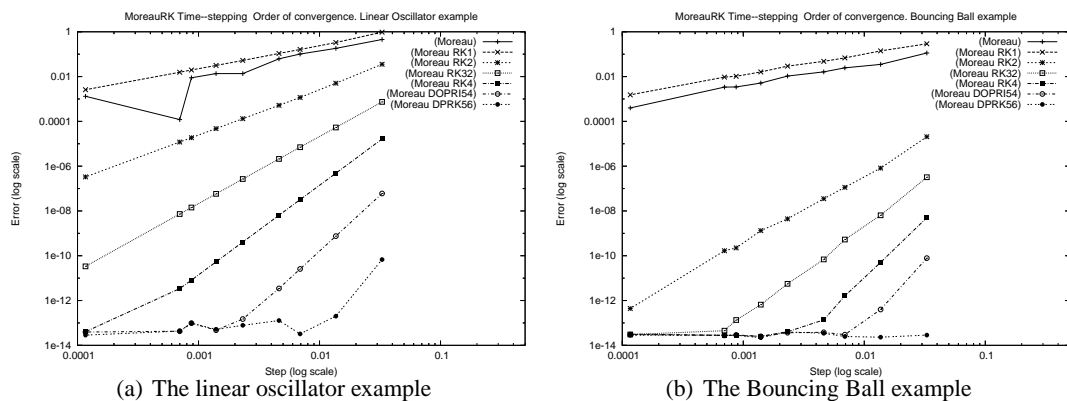 MoreauRK Time--stepping Order of convergence. Linear Oscillator example
1
0.01
0.0001
1e-06
1e-08
1e-10
1e-12
1e-14
Error (log scale)
0.0001
0.001
0.01
0.1
Step (log scale)
(Moreau)
(Moreau RK1)
(Moreau RK2)
(Moreau RK32)
(Moreau RK4)
(Moreau DOPRI54)
(Moreau DPRK56)
(a) The linear oscillator example
MoreauRK Time--stepping Order of convergence. Bouncing Ball example
1
0.01
0.0001
1e-06
1e-08
1e-10
1e-12
1e-14
Error (log scale)
0.0001
0.001
0.01
0.1
Step (log scale)
(Moreau)
(Moreau RK1)
(Moreau RK2)
(Moreau RK32)
(Moreau RK4)
(Moreau DOPRI54)
(Moreau DPRK56)
(b) The Bouncing Ball example